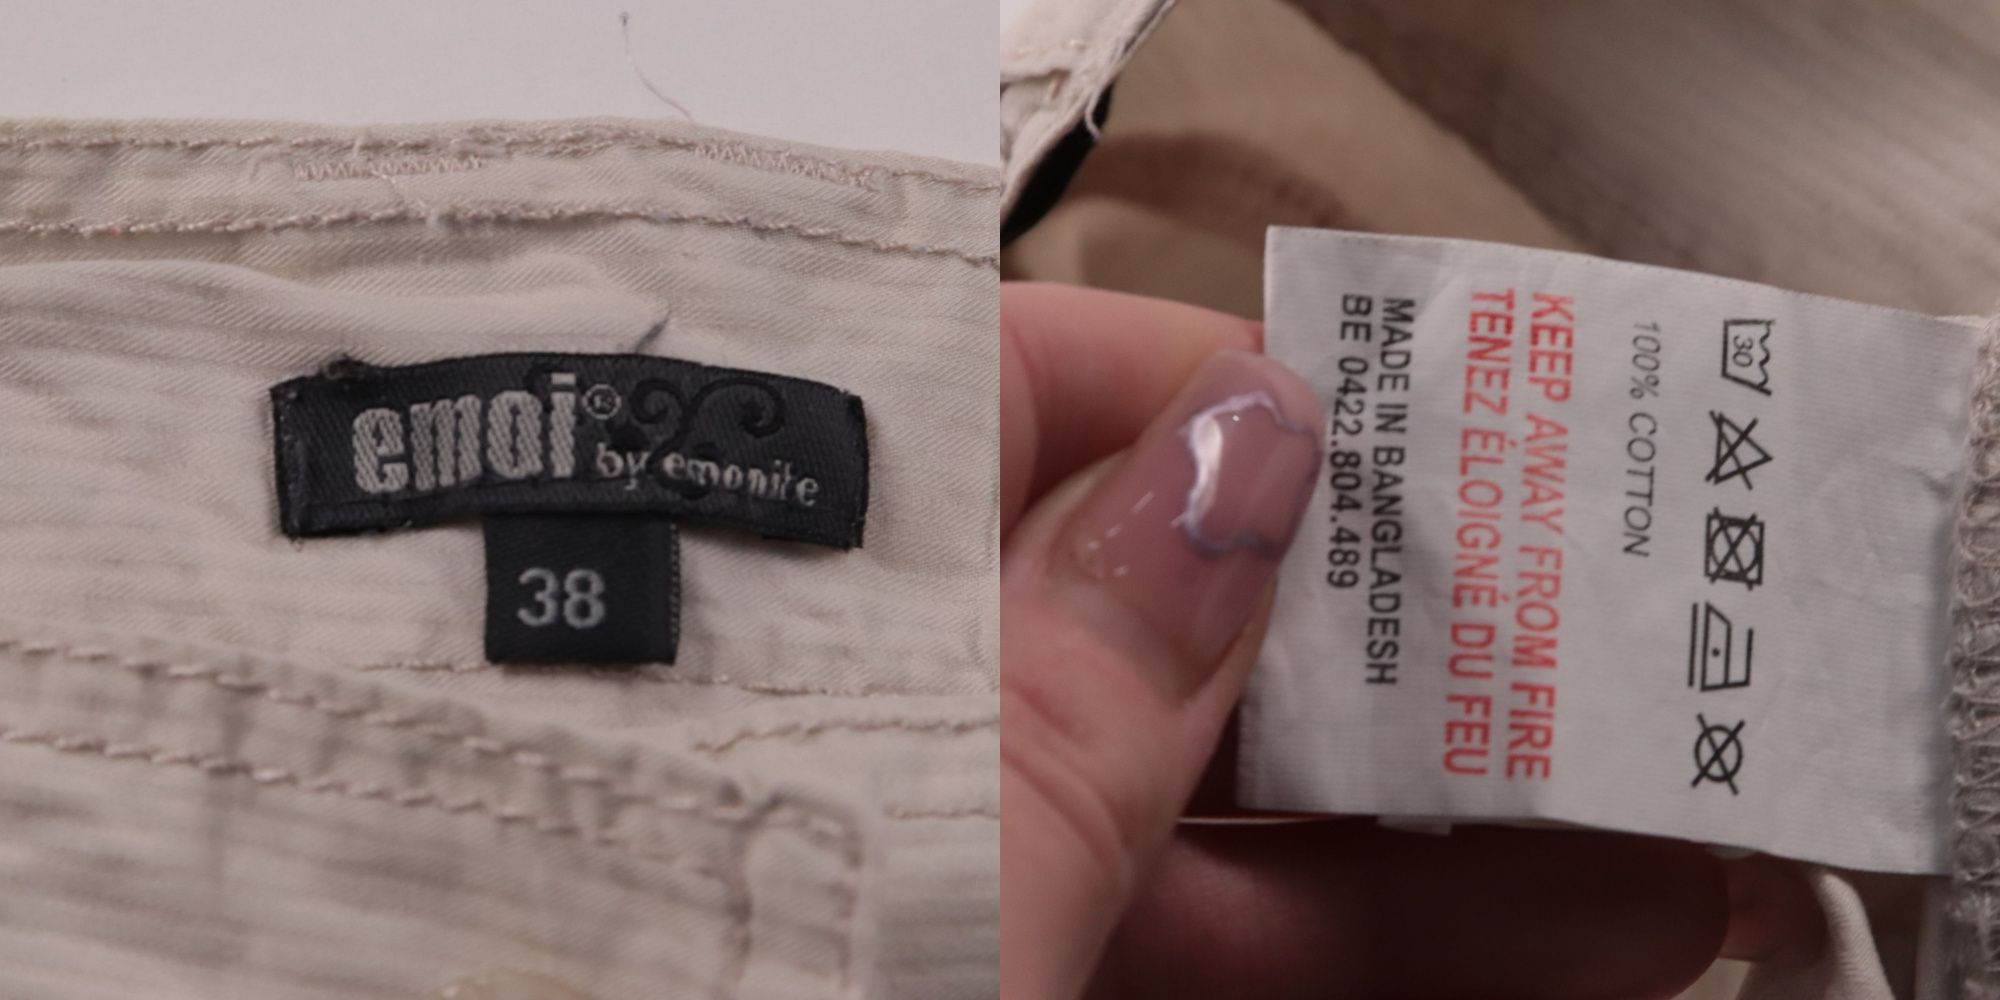 emoi® by emonite
38
30
100% COTTON
KEEP AWAY FROM FIRE
TENEZ ÉLOIGNÉ DU FEU
MADE IN BANGLADESH
BE 0422.804.489